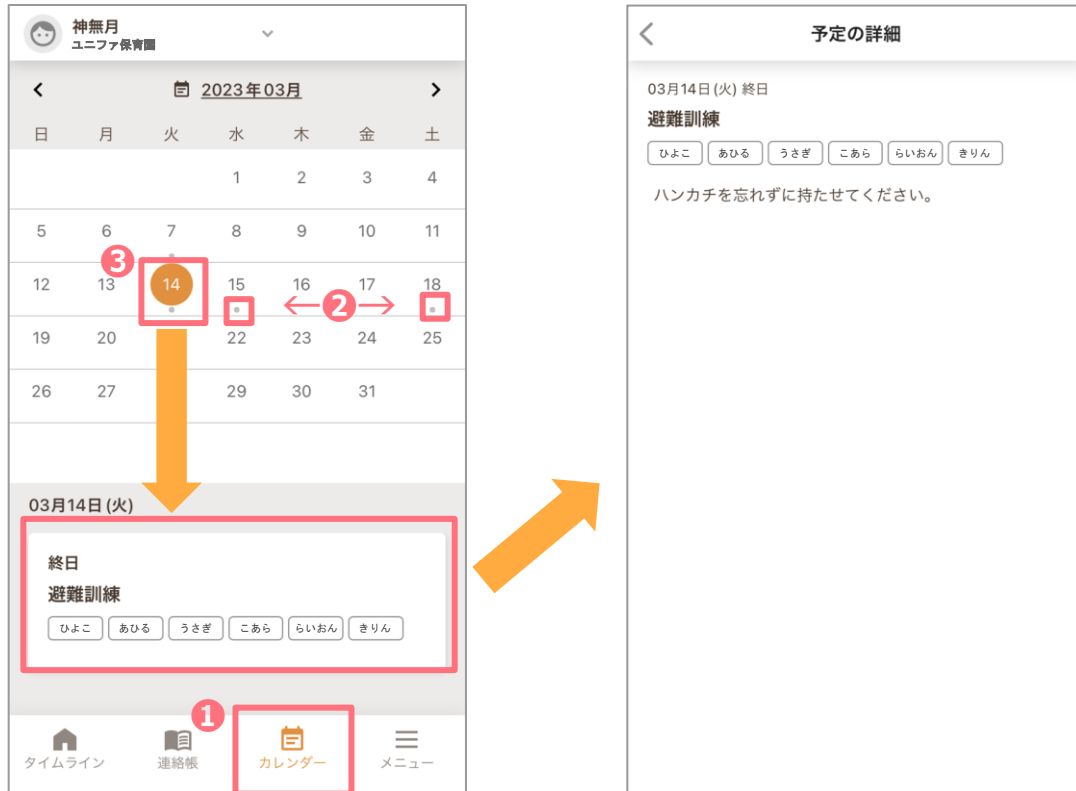 神無月
ユニファ保育園
2023年03月
日 月 火 水 木 金 土
1 2 3 4
5 6 7 8 9 10 11
3
12 13 14 15 16 17 18
2
19 20 22 23 24 25
26 27 29 30 31
03月14日(火)
終日
避難訓練
ひよこ あひる うさぎ こあら らいおん きりん
1
タイムライン 連絡帳 カレンダー メニュー
予定の詳細
03月14日(火) 終日
避難訓練
ひよこ あひる うさぎ こあら らいおん きりん
ハンカチを忘れずに持たせてください。